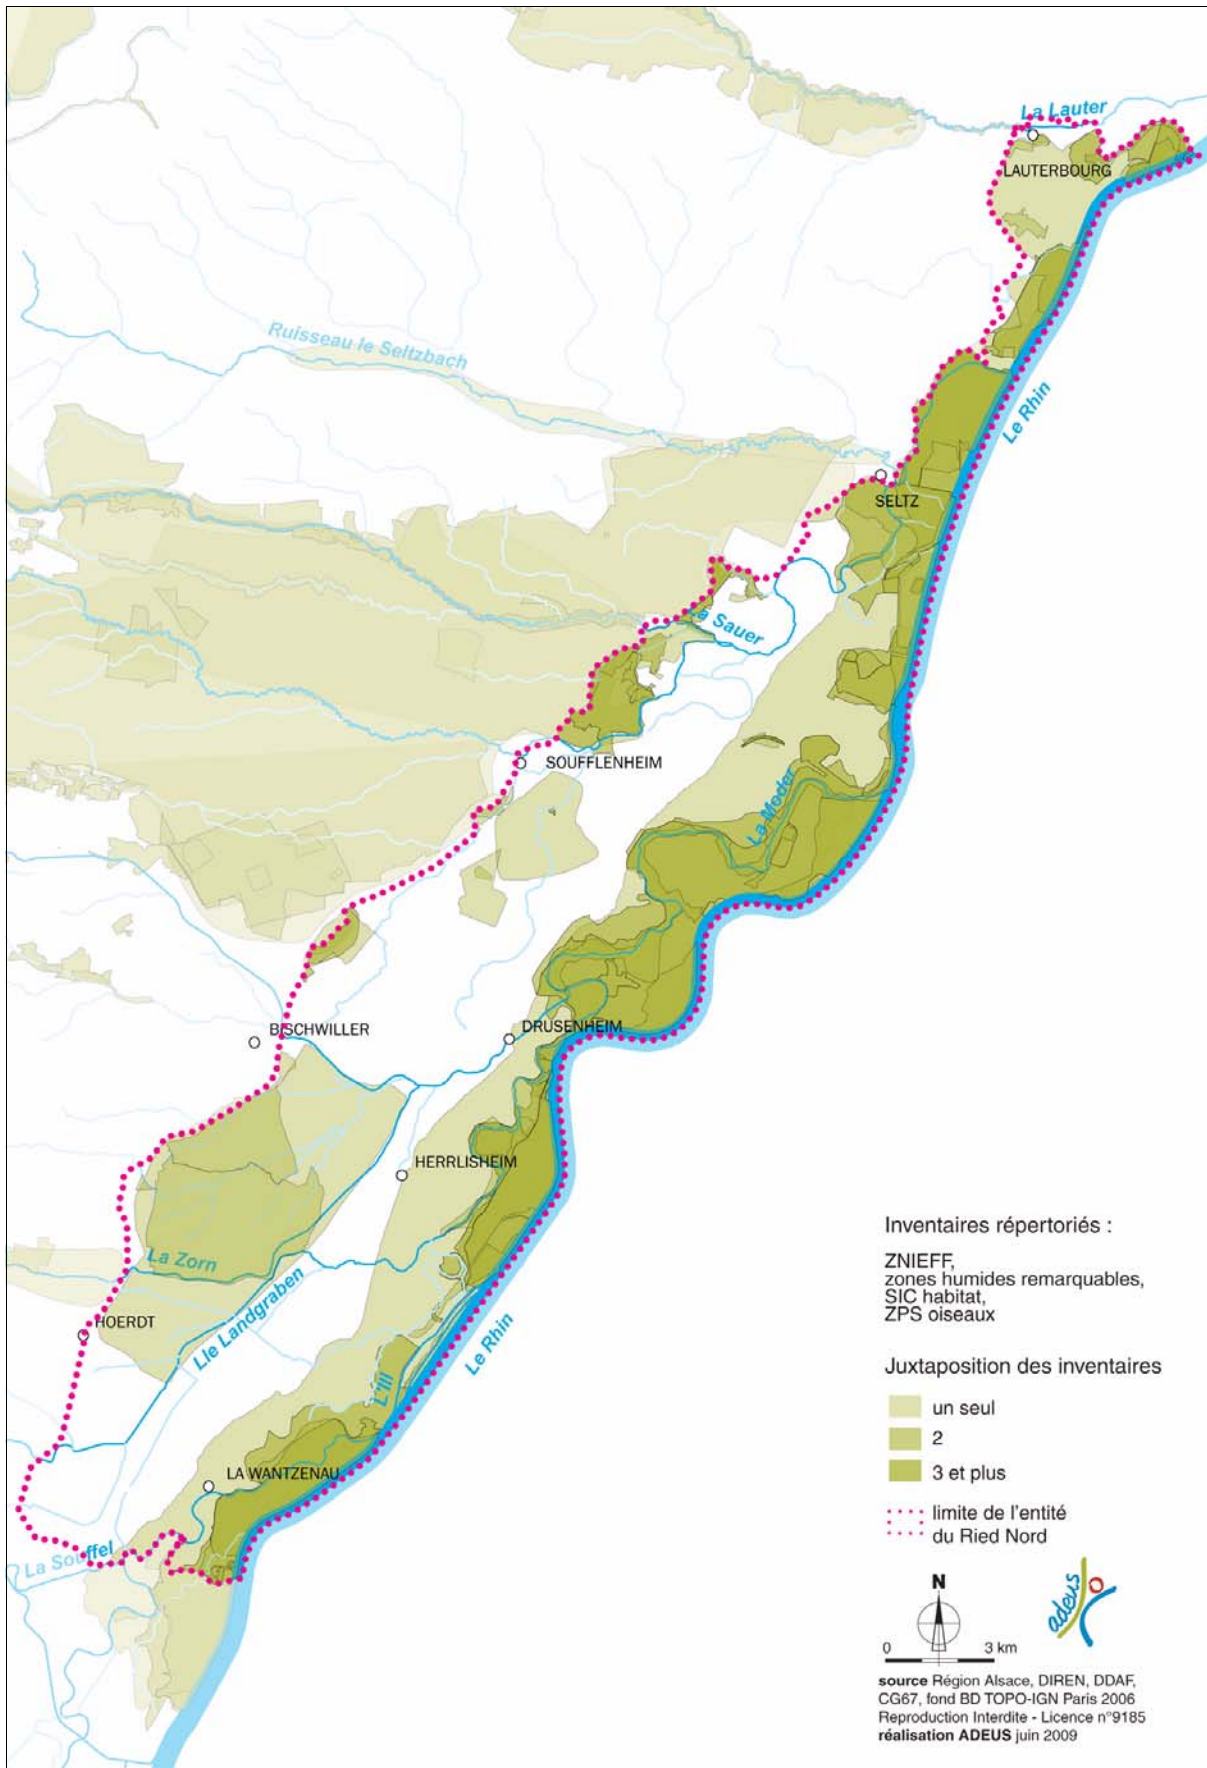 La Lauter
LAUTERBOURG
Ruisseau le Seltzbach
Le Rhin
SELTZ
La Sauer
SOUFFLENHEIM
La Moder
BISCHWILLER
DRUSENHEIM
HERRLISHEIM
La Zorn
Lle Landgraben
HOERDT
Le Rhin
L'Ill
LA WANTZENAU
La Souffel
Inventaires répertoriés :
ZNIEFF,
zones humides remarquables,
SIC habitat,
ZPS oiseaux
Juxtaposition des inventaires
un seul
2
3 et plus
limite de l'entité
du Ried Nord
N
0 3 km
adeus
source Région Alsace, DIREN, DDAF,
CG67, fond BD TOPO-IGN Paris 2006
Reproduction Interdite - Licence n°9185
réalisation ADEUS juin 2009